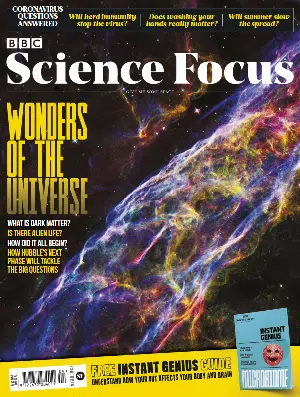 CORONAVIRUS
QUESTIONS
ANSWERED
Will herd immunity
stop the virus?
Does washing your
hands really matter?
Will summer slow
the spread?
BBC
Science Focus
WONDERS
OF THE
UNIVERSE
WHAT IS DARK MATTER?
IS THERE ALIEN LIFE?
HOW DID IT ALL BEGIN?
HOW HUBBLE'S NEXT
PHASE WILL TACKLE
THE BIG QUESTIONS
FREE INSTANT GENIUS GUIDE
UNDERSTAND HOW YOUR GUT AFFECTS YOUR BODY AND BRAIN
INSTANT
GENIUS
MICROBIOME